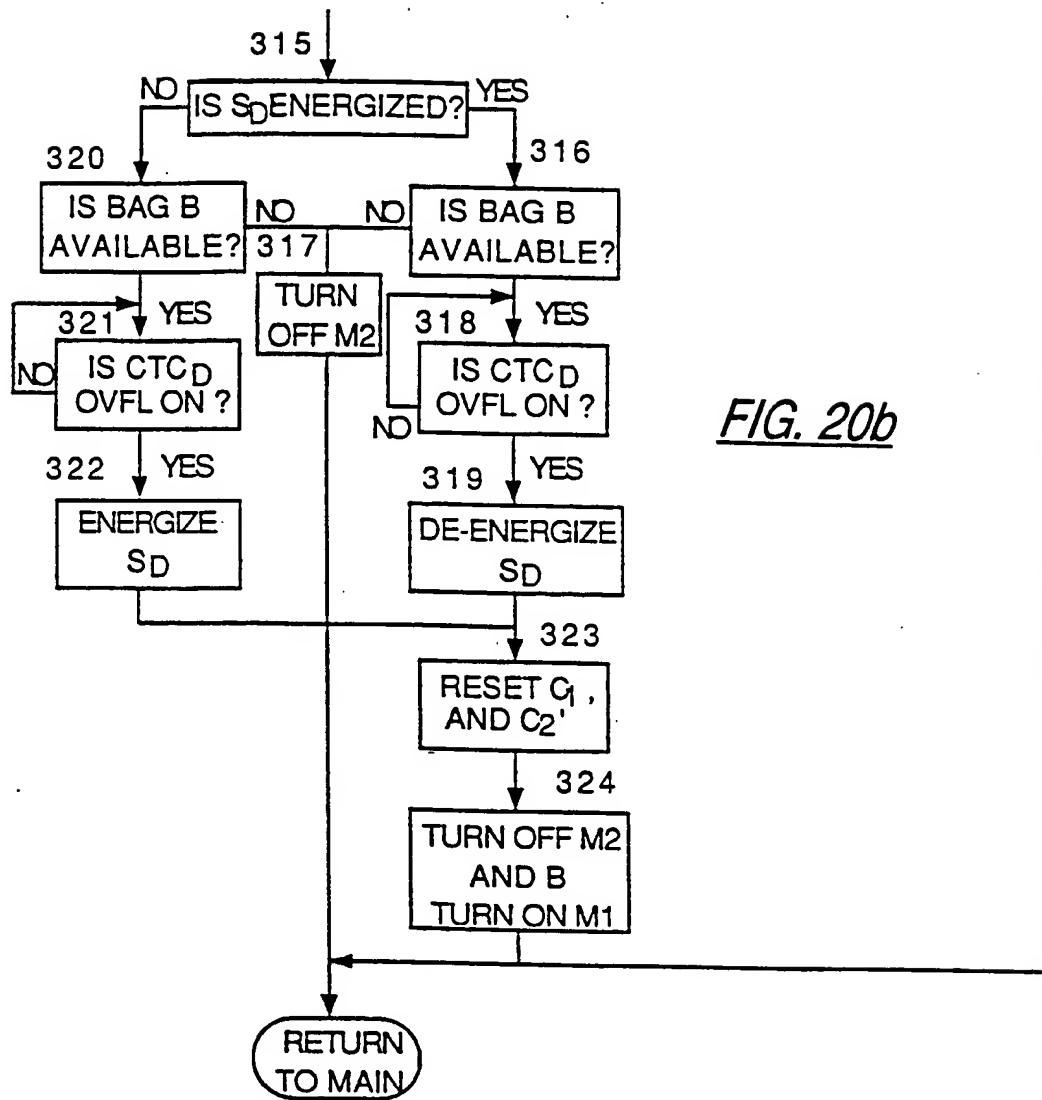 315
NO
IS SD ENERGIZED?
YES
320
316
IS BAG B
AVAILABLE?
NO
317
NO
IS BAG B
AVAILABLE?
TURN
OFF M2
321
YES
318
YES
NO
IS CTCD
OVFL ON ?
IS CTCD
OVFL ON ?
NO
FIG. 20b
322
YES
319
YES
ENERGIZE
SD
DE-ENERGIZE
SD
323
RESET C1,
AND C2'
324
TURN OFF M2
AND B
TURN ON M1
RETURN
TO MAIN